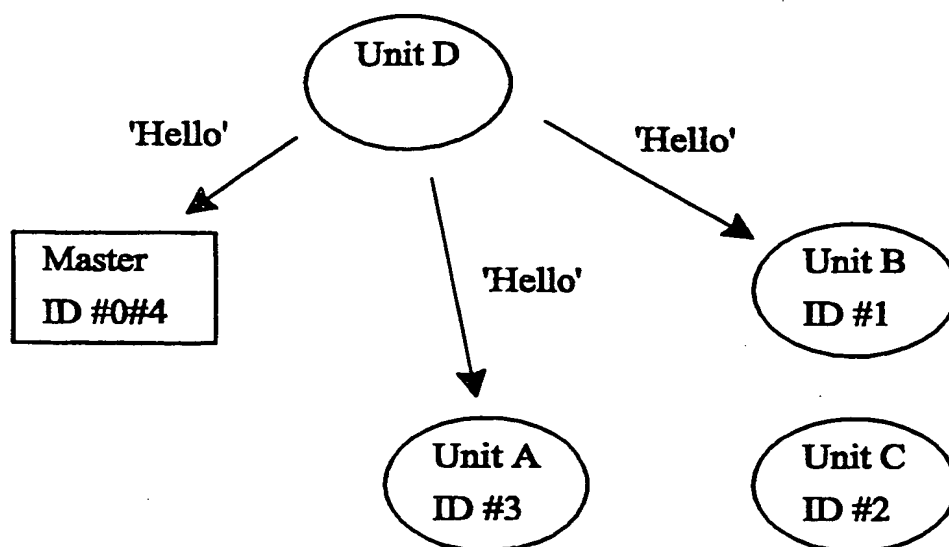 Unit D
'Hello'
'Hello'
Master
ID #0#4
'Hello'
Unit B
ID #1
Unit A
ID #3
Unit C
ID #2